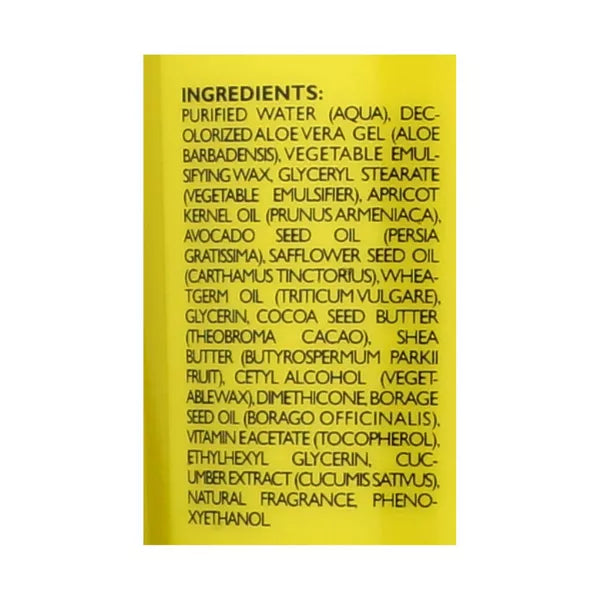 INGREDIENTS:
PURIFIED WATER (AQUA), DEC-
OLORIZED ALOE VERA GEL (ALOE
BARBADENSIS), VEGETABLE EMUL-
SIFYING WAX, GLYCERYL STEARATE
(VEGETABLE EMULSIFIER), APRICOT
KERNEL OIL (PRUNUS ARMENIACA),
AVOCADO SEED OIL (PERSIA
GRATISSIMA), SAFFLOWER SEED OIL
(CARTHAMUS TINCTORIUS), WHEA-
TGERM OIL (TRITICUM VULGARE),
GLYCERIN, COCOA SEED BUTTER
(THEOBROMA CACAO), SHEA
BUTTER (BUTYROSPERMUM PARKII
FRUIT), CETYL ALCOHOL (VEGET-
ABLEWAX), DIMETHICONE, BORAGE
SEED OIL (BORAGO OFFICINALIS),
VITAMIN E ACETATE (TOCOPHEROL),
ETHYLHEXYL GLYCERIN, CUC-
UMBER EXTRACT (CUCUMIS SATIVUS),
NATURAL FRAGRANCE, PHENO-
XYETHANOL